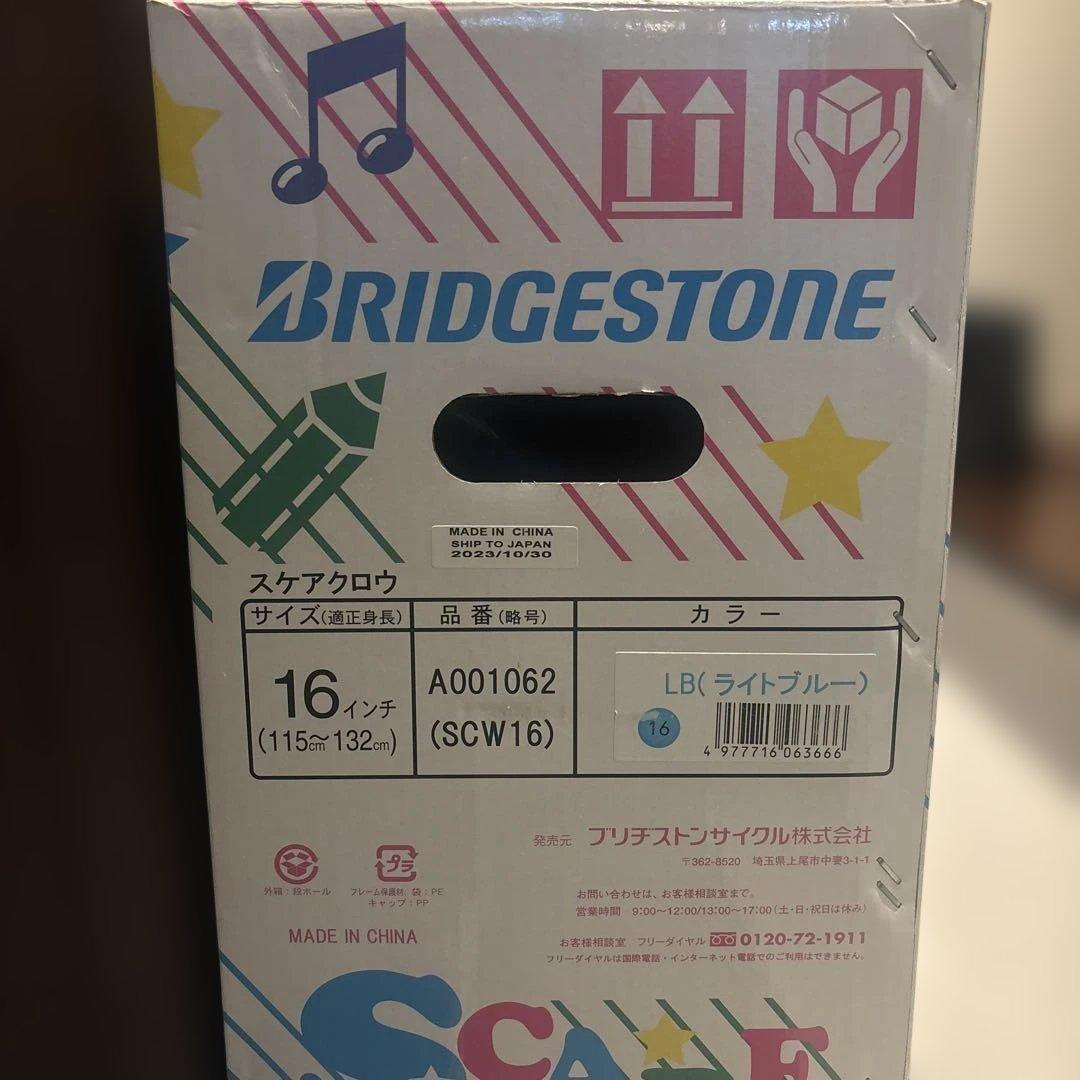 BRIDGESTONE
MADE IN CHINA
SHIP TO JAPAN
2023/10/30
スケアクロウ
サイズ(適正身長)
品番(略号)
カラー
16インチ
(115cm～132cm)
A001062
(SCW16)
LB(ライトブルー)
16
4 977716 063666
発売元 ブリヂストンサイクル株式会社
〒362-8520 埼玉県上尾市中妻3-1-1
プラ
外箱：段ボール
フレーム保護材, 袋：PE
キャップ：PP
お問い合わせは、お客様相談室まで。
営業時間 9:00～12:00/13:00～17:00(土・日・祝日は休み)
MADE IN CHINA
お客様相談室 フリーダイヤル 0120-72-1911
フリーダイヤルは国際電話・インターネット電話でのご利用はできません。
SCA